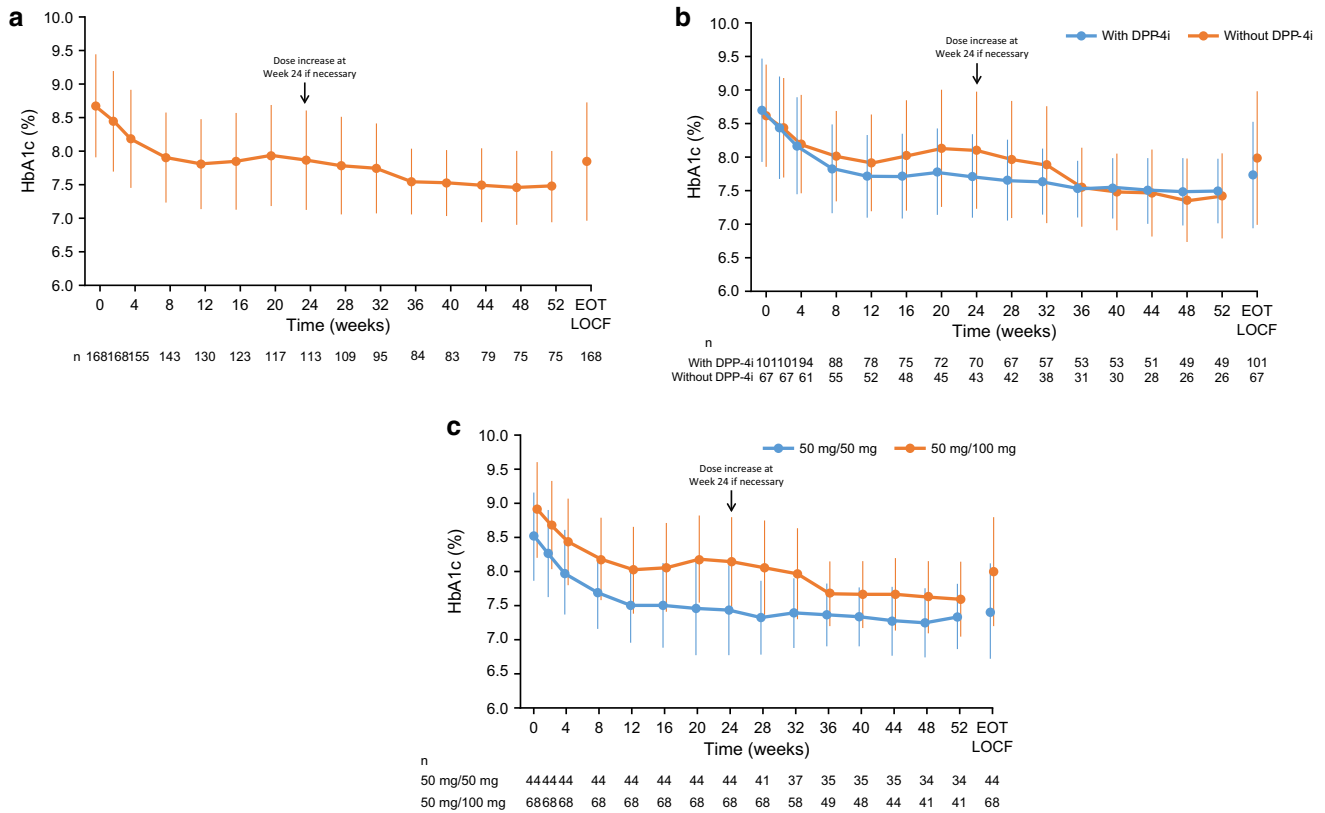 a
10.0
9.5
9.0
8.5
8.0
7.5
7.0
6.5
6.0
HbA1c (%)
Dose increase at
Week 24 if necessary
0 4 8 12 16 20 24 28 32 36 40 44 48 52 EOT
LOCF
Time (weeks)
n 168 168 155 143 130 123 117 113 109 95 84 83 79 75 75 168
b
With DPP-4i Without DPP-4i
10.0
9.5
9.0
8.5
8.0
7.5
7.0
6.5
6.0
HbA1c (%)
Dose increase at
Week 24 if necessary
0 4 8 12 16 20 24 28 32 36 40 44 48 52 EOT
LOCF
Time (weeks)
n
With DPP-4i 101 101 94 88 78 75 72 70 67 57 53 53 51 49 49 101
Without DPP-4i 67 67 61 55 52 48 45 43 42 38 31 30 28 26 26 67
c
50 mg/50 mg 50 mg/100 mg
10.0
9.5
9.0
8.5
8.0
7.5
7.0
6.5
6.0
HbA1c (%)
Dose increase at
Week 24 if necessary
0 4 8 12 16 20 24 28 32 36 40 44 48 52 EOT
LOCF
Time (weeks)
n
50 mg/50 mg 44 44 44 44 44 44 44 44 41 37 35 35 35 34 34 44
50 mg/100 mg 68 68 68 68 68 68 68 68 68 58 49 48 44 41 41 68